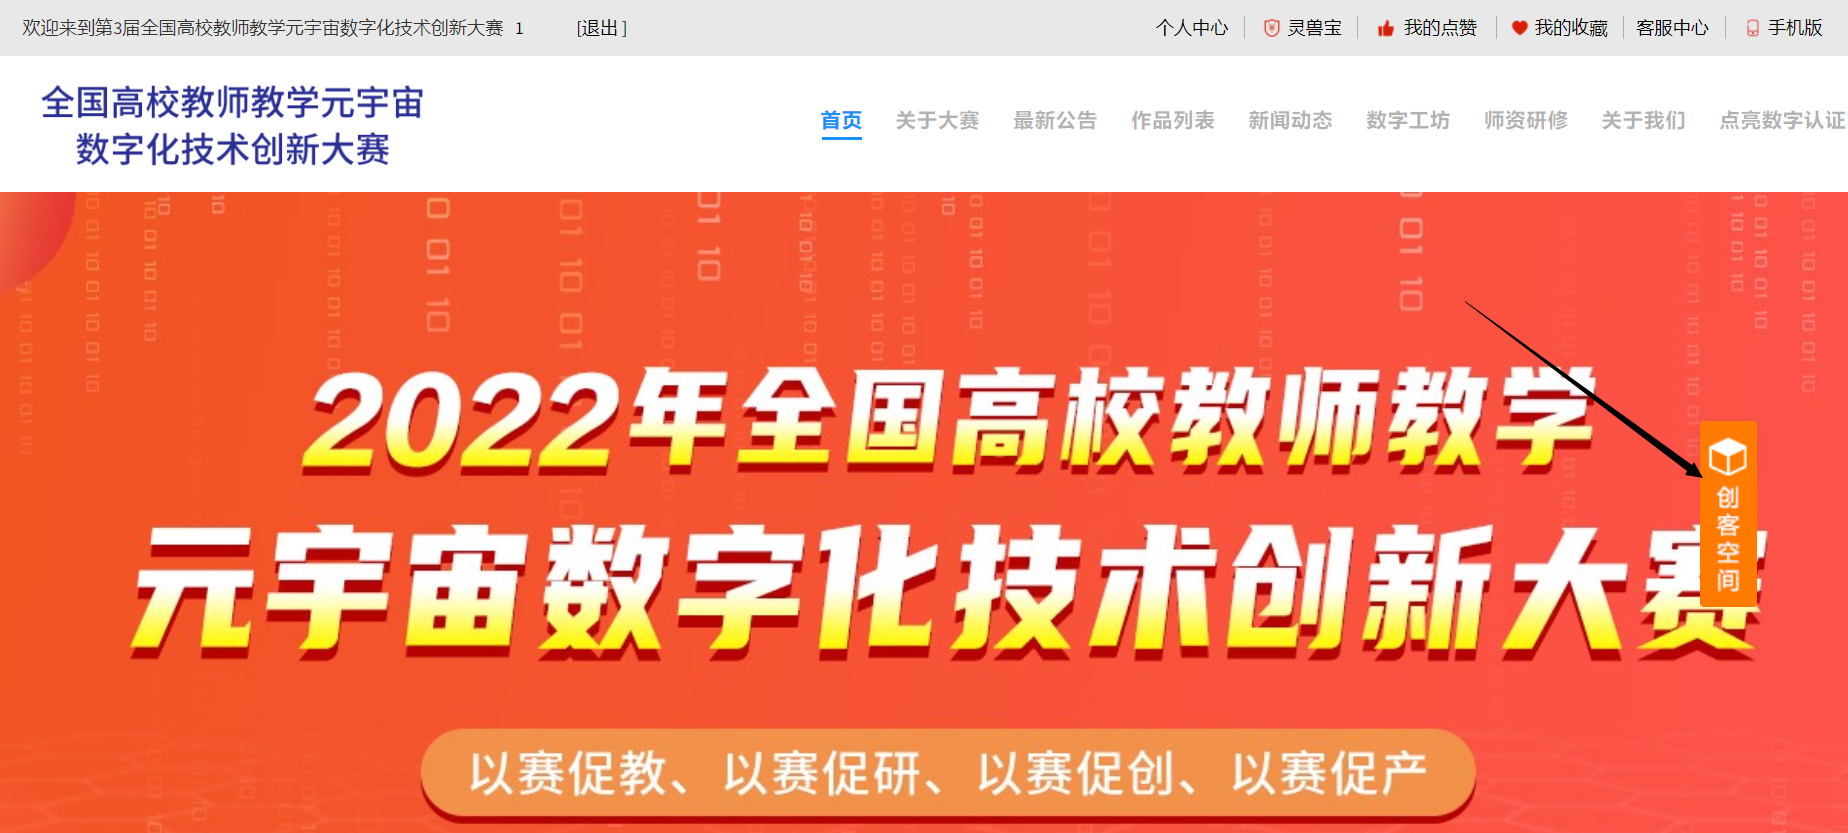 欢迎来到第3届全国高校教师教学元宇宙数字化技术创新大赛 1 [退出 ] 个人中心 灵兽宝 我的点赞 我的收藏 客服中心 手机版
全国高校教师教学元宇宙
数字化技术创新大赛
首页 关于大赛 最新公告 作品列表 新闻动态 数字工坊 师资研修 关于我们 点亮数字认证
2022年全国高校教师教学
元宇宙数字化技术创新大赛
创客空间
以赛促教、以赛促研、以赛促创、以赛促产